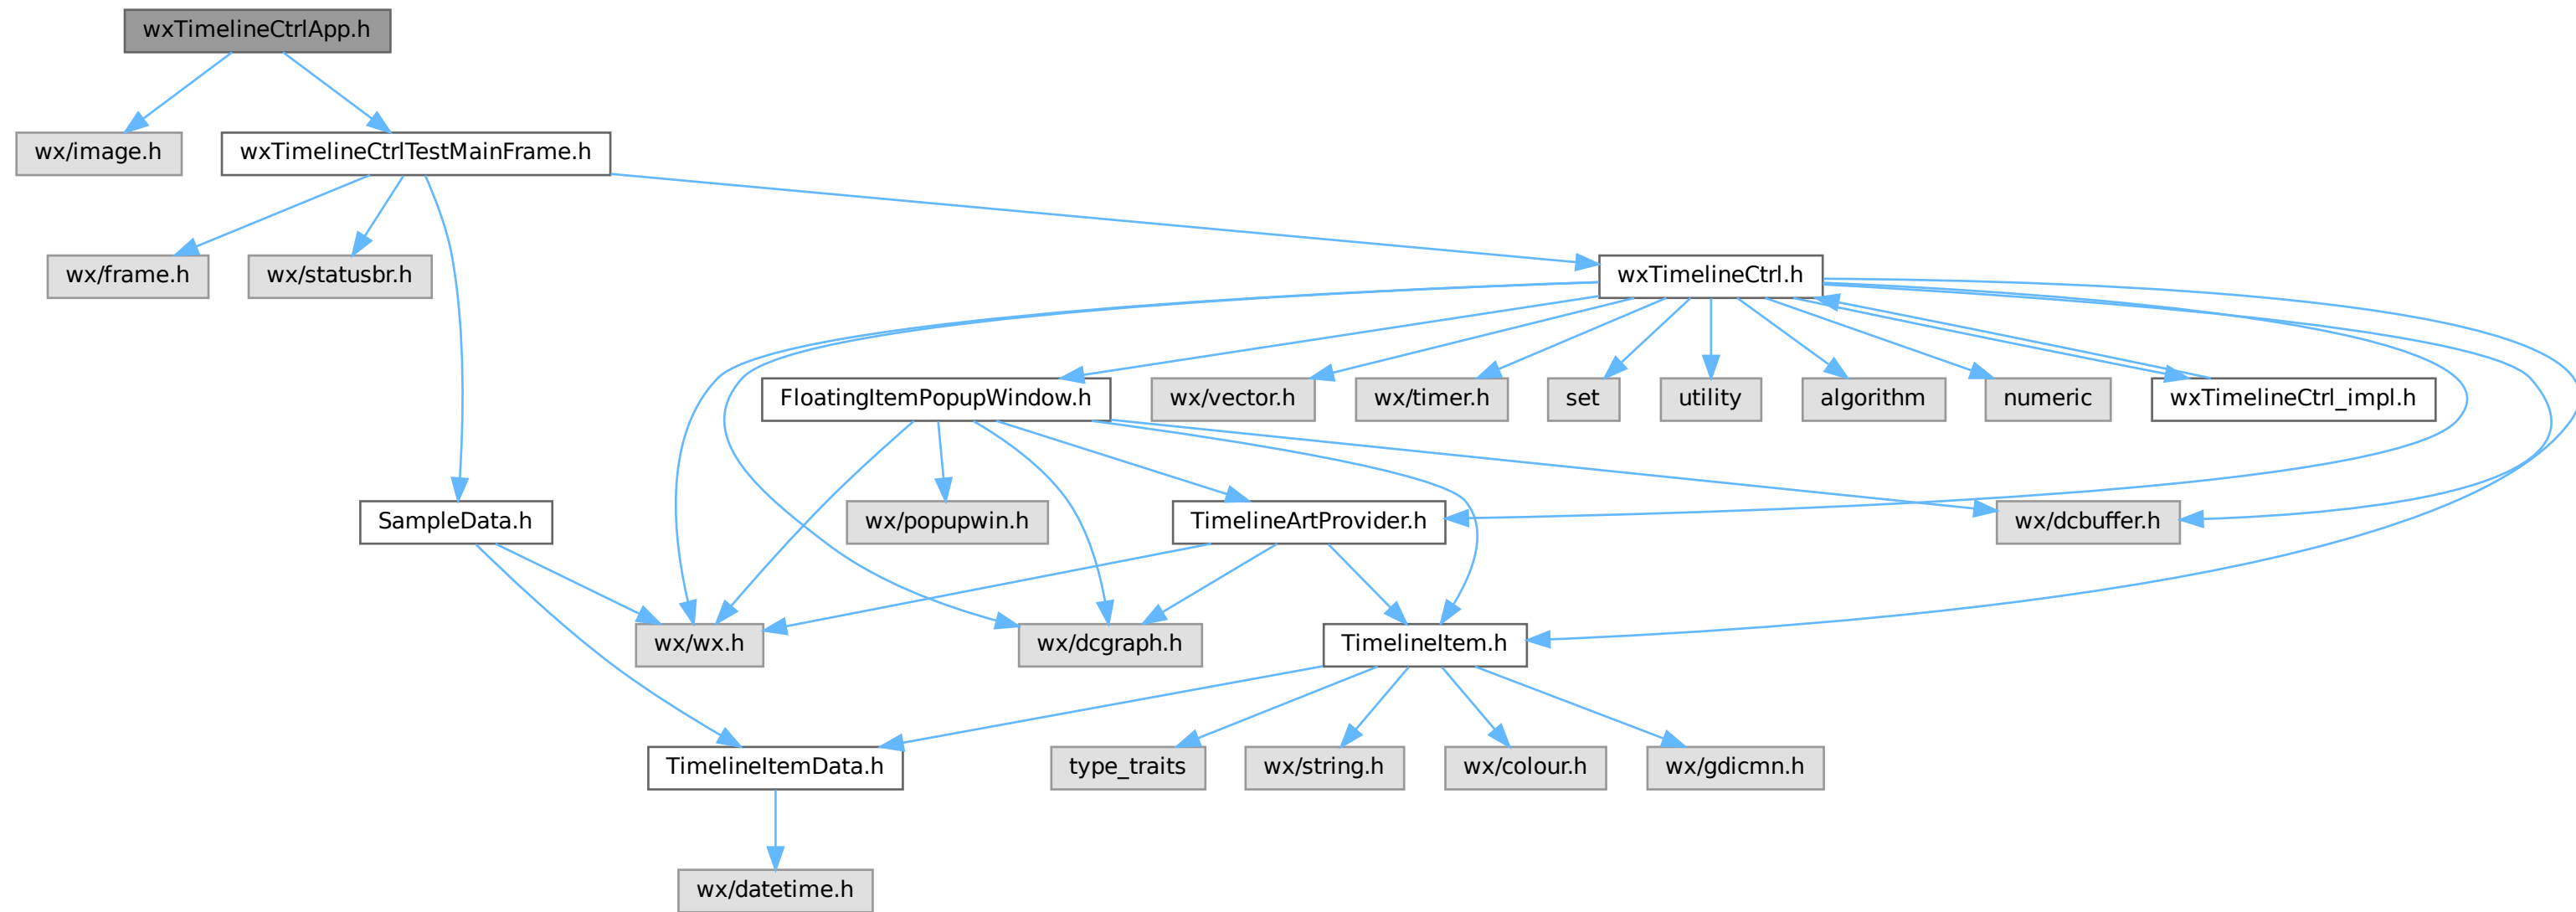 wxTimelineCtrlApp.h
wx/image.h
wxTimelineCtrlTestMainFrame.h
wx/frame.h
wx/statusbr.h
wxTimelineCtrl.h
FloatingItemPopupWindow.h
wx/vector.h
wx/timer.h
set
utility
algorithm
numeric
wxTimelineCtrl_impl.h
SampleData.h
wx/popupwin.h
TimelineArtProvider.h
wx/dcbuffer.h
wx/wx.h
wx/dcgraph.h
TimelineItem.h
TimelineItemData.h
type_traits
wx/string.h
wx/colour.h
wx/gdicmn.h
wx/datetime.h